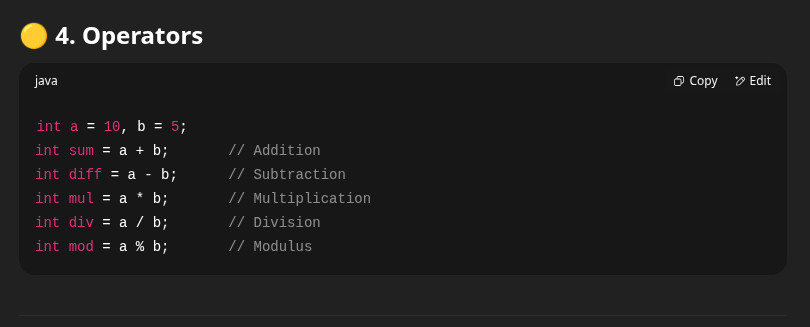 🟡 4. Operators
java Copy Edit
int a = 10, b = 5;
int sum = a + b;       // Addition
int diff = a - b;      // Subtraction
int mul = a * b;       // Multiplication
int div = a / b;       // Division
int mod = a % b;       // Modulus